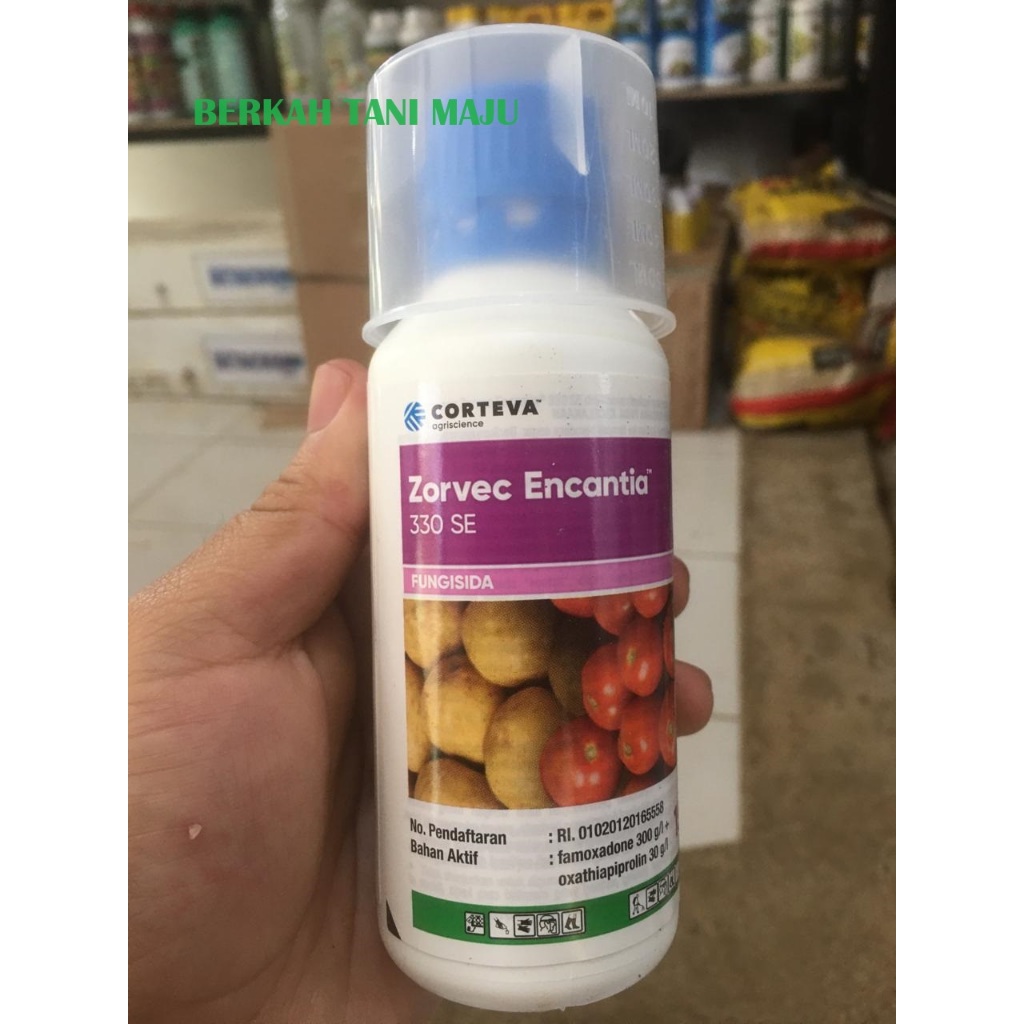 BERKAH TANI MAJU
CORTEVA™
agriscience
Zorvec Encantia™
330 SE
FUNGISIDA
No. Pendaftaran : RI. 01020120165558
Bahan Aktif : famoxadone 300 g/l +
oxathiapiprolin 30 g/l